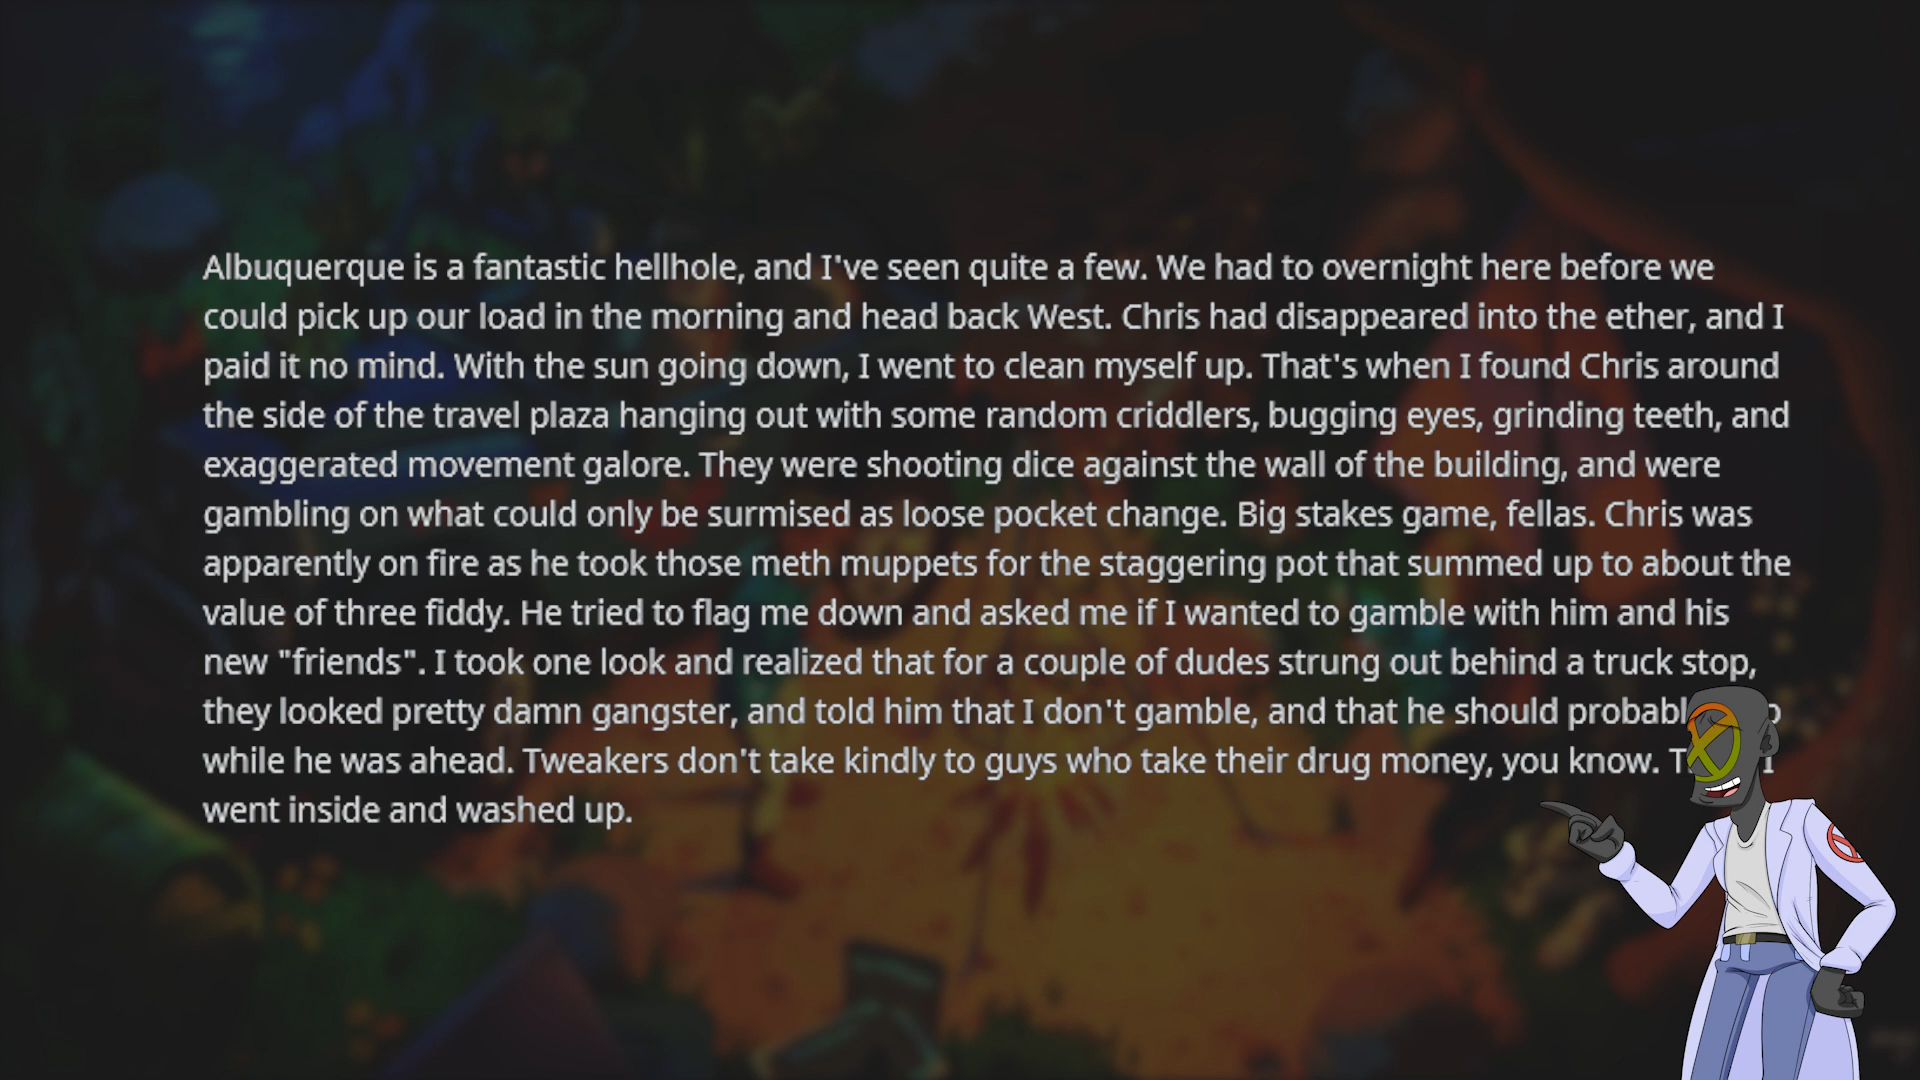 Albuquerque is a fantastic hellhole, and I've seen quite a few. We had to overnight here before we
could pick up our load in the morning and head back West. Chris had disappeared into the ether, and I
paid it no mind. With the sun going down, I went to clean myself up. That's when I found Chris around
the side of the travel plaza hanging out with some random criddlers, bugging eyes, grinding teeth, and
exaggerated movement galore. They were shooting dice against the wall of the building, and were
gambling on what could only be surmised as loose pocket change. Big stakes game, fellas. Chris was
apparently on fire as he took those meth muppets for the staggering pot that summed up to about the
value of three fiddy. He tried to flag me down and asked me if I wanted to gamble with him and his
new "friends". I took one look and realized that for a couple of dudes strung out behind a truck stop,
they looked pretty damn gangster, and told him that I don't gamble, and that he should
while he was ahead. Tweakers don't take kindly to guys who take their drug money, you know. I
went inside and washed up.